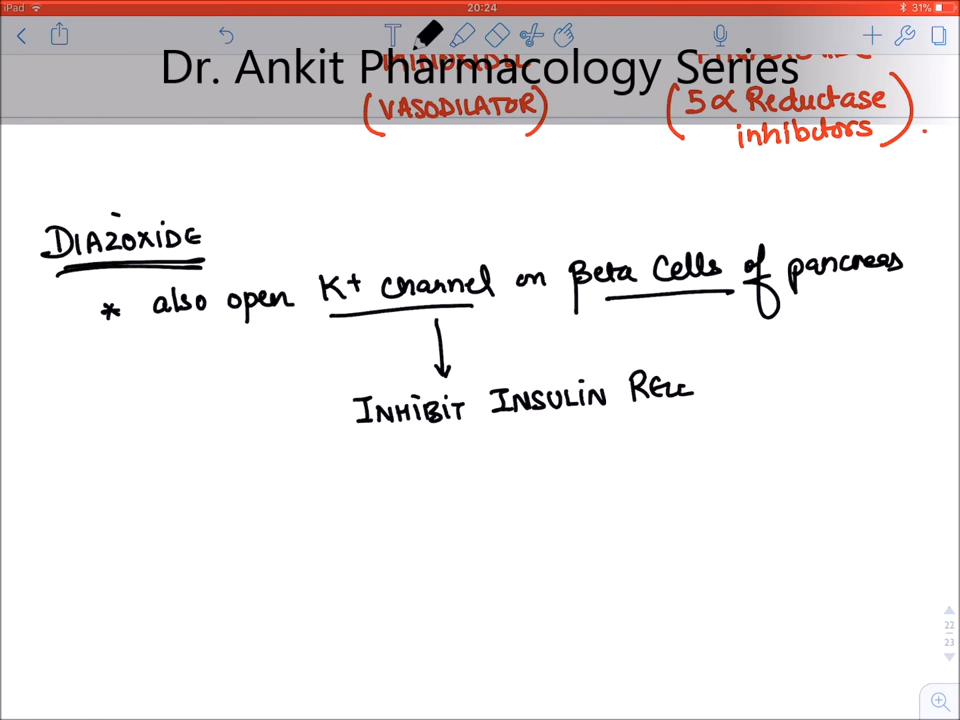 iPad 20:24 31%
Dr. Ankit Pharmacology Series
(VASODILATOR) (5α Reductase
inhibitors).
DIAZOXIDE
* also open K+ channel on Beta Cells of pancreas
↓
INHIBIT INSULIN REL
22
23